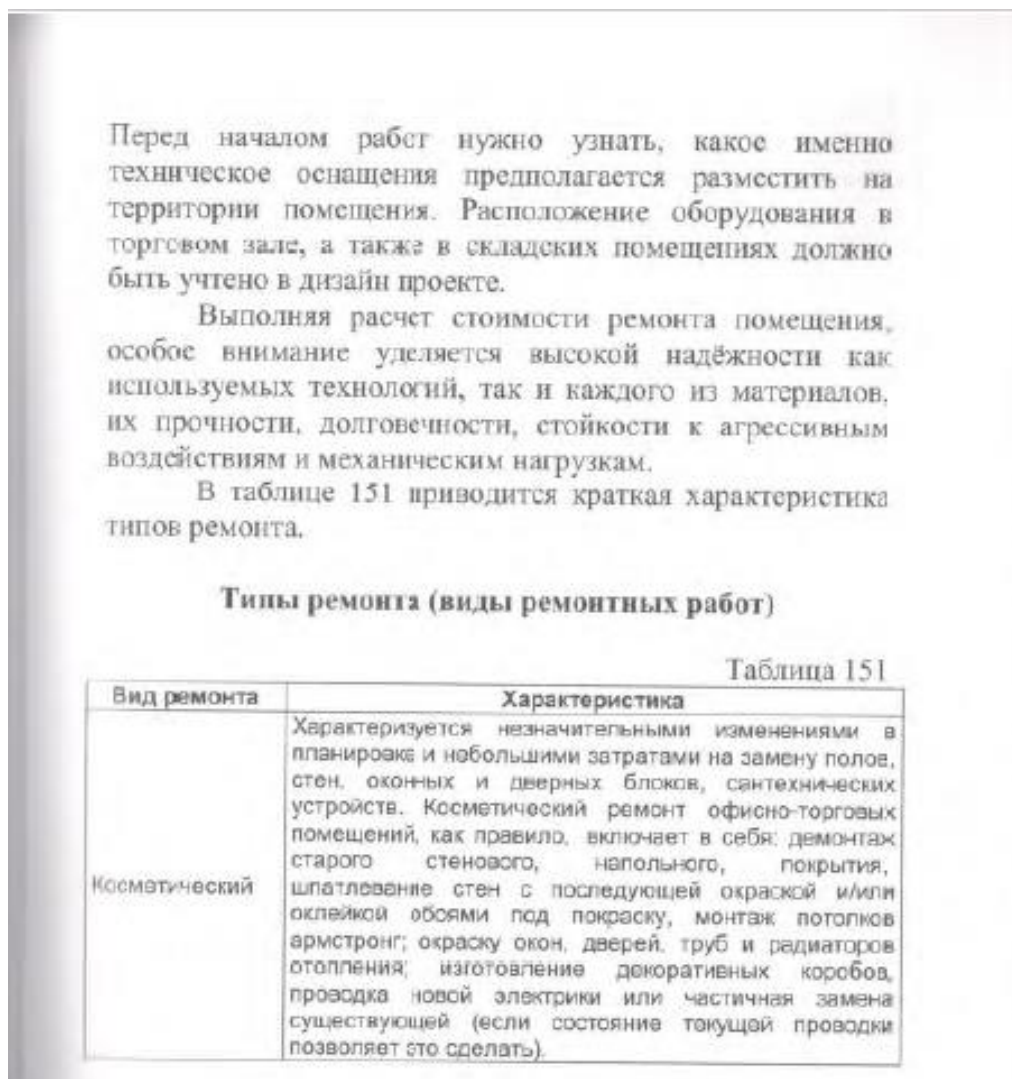 Перед началом работ нужно узнать, какое именно
техническое оснащения предполагается разместить на
территории помещения. Расположение оборудования в
торговом зале, а также в складских помещениях должно
быть учтено в дизайн проекте.
Выполняя расчет стоимости ремонта помещения,
особое внимание уделяется высокой надёжности как
используемых технологий, так и каждого из материалов,
их прочности, долговечности, стойкости к агрессивным
воздействиям и механическим нагрузкам.
В таблице 151 приводится краткая характеристика
типов ремонта.
Типы ремонта (виды ремонтных работ)
Таблица 151
Вид ремонта
Характеристика
Косметический
Характеризуется незначительными изменениями в
планировке и небольшими затратами на замену полов,
стен, оконных и дверных блоков, сантехнических
устройств. Косметический ремонт офисно-торговых
помещений, как правило, включает в себя: демонтаж
старого стенового, напольного, покрытия,
шпатлевание стен с последующей окраской и/или
оклейкой обоями под покраску, монтаж потолков
армстронг; окраску окон, дверей, труб и радиаторов
отопления; изготовление декоративных коробов,
проводка новой электрики или частичная замена
существующей (если состояние текущей проводки
позволяет это сделать).